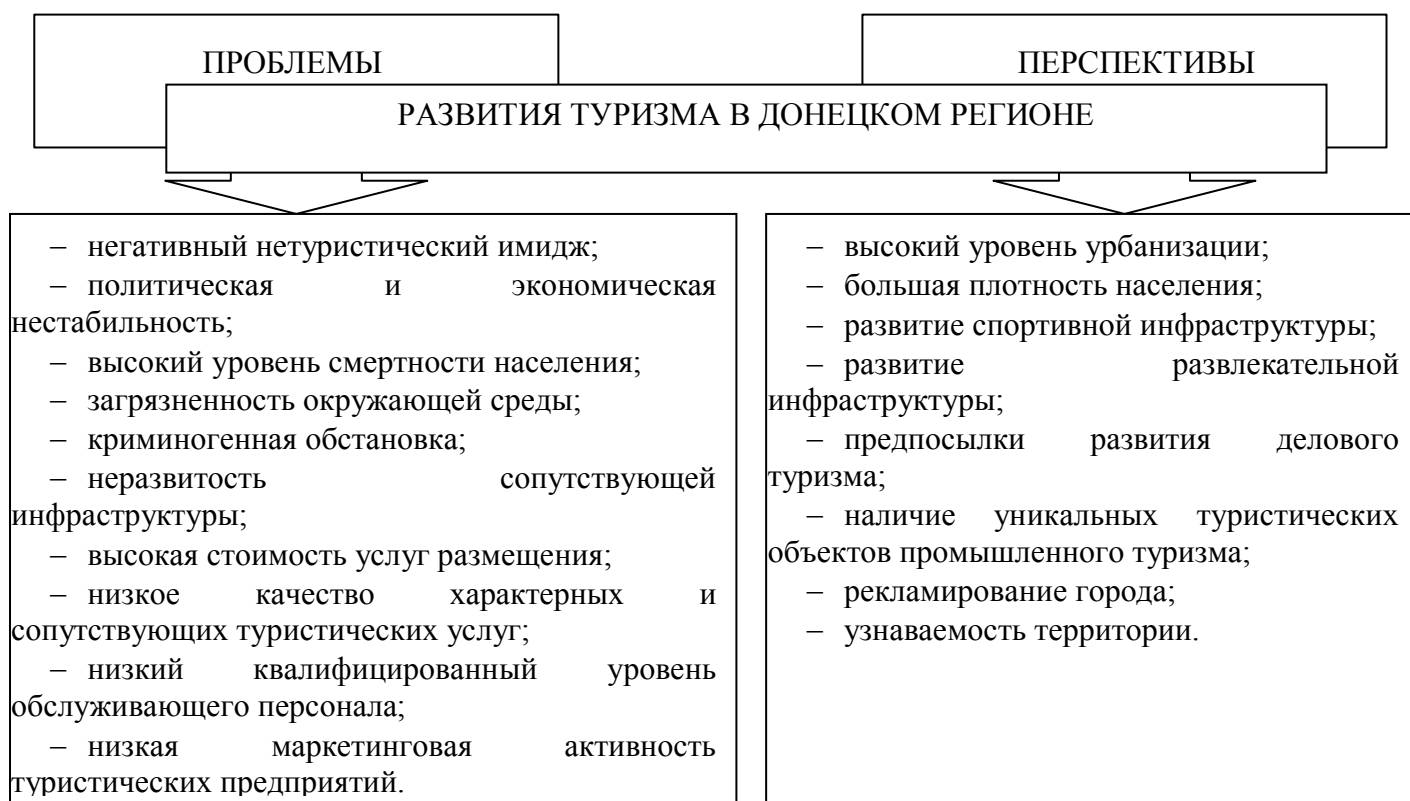 ПРОБЛЕМЫ
ПЕРСПЕКТИВЫ
РАЗВИТИЯ ТУРИЗМА В ДОНЕЦКОМ РЕГИОНЕ
– негативный нетуристический имидж;
– политическая и экономическая
нестабильность;
– высокий уровень смертности населения;
– загрязненность окружающей среды;
– криминогенная обстановка;
– неразвитость сопутствующей
инфраструктуры;
– высокая стоимость услуг размещения;
– низкое качество характерных и
сопутствующих туристических услуг;
– низкий квалифицированный уровень
обслуживающего персонала;
– низкая маркетинговая активность
туристических предприятий.
– высокий уровень урбанизации;
– большая плотность населения;
– развитие спортивной инфраструктуры;
– развитие развлекательной
инфраструктуры;
– предпосылки развития делового
туризма;
– наличие уникальных туристических
объектов промышленного туризма;
– рекламирование города;
– узнаваемость территории.